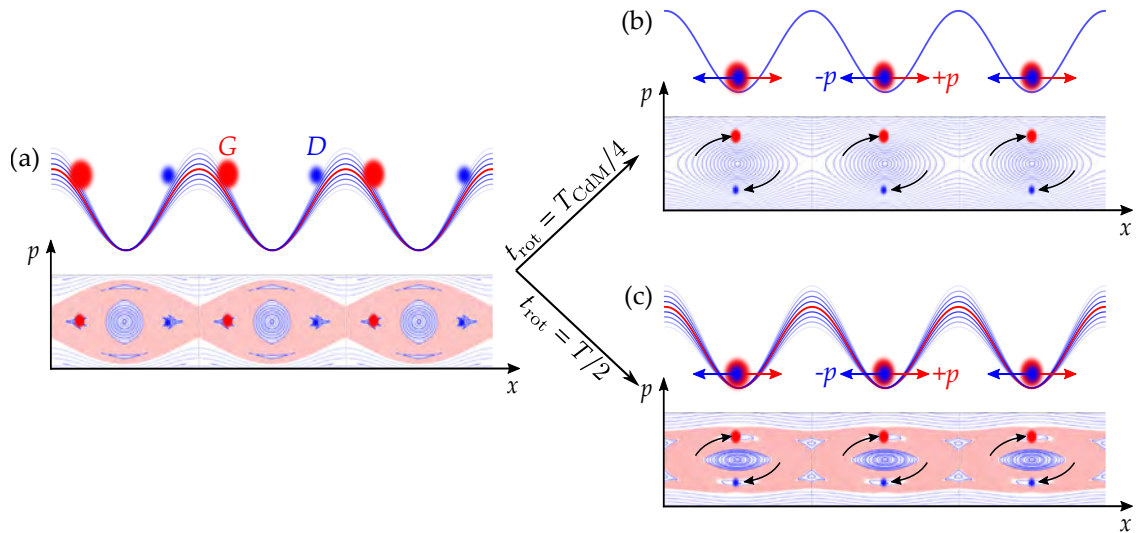 (a)
G
D
p
x
t_rot = T_CdM/4
t_rot = T/2
(b)
-p
+p
p
x
(c)
-p
+p
p
x